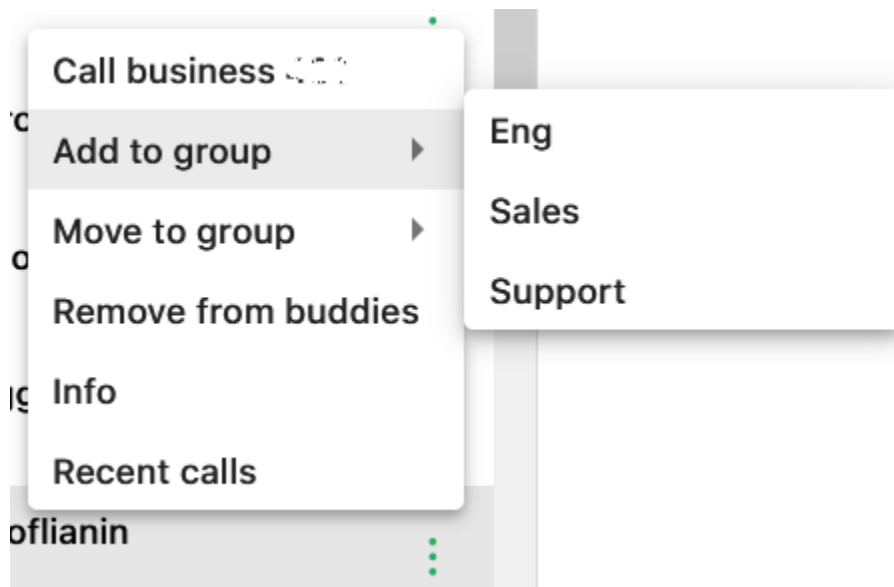 Call business
Add to group
Move to group
Remove from buddies
Info
Recent calls
Eng
Sales
Support
oflianin